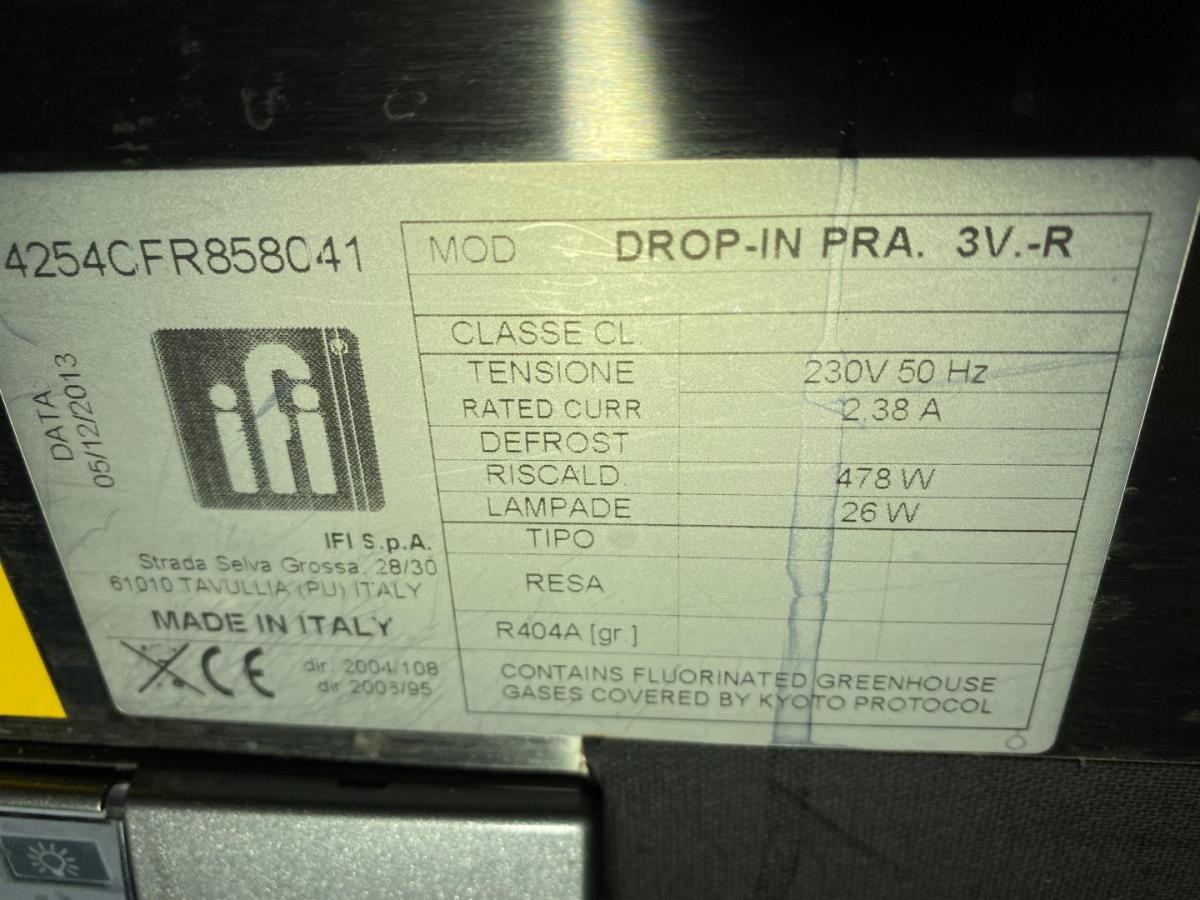 4254CFR858C41
DATA
05/12/2013
ifi
IFI S.p.A.
Strada Selva Grossa, 28/30
61010 TAVULLIA (PU) ITALY
MADE IN ITALY
CE
dir. 2004/108
dir 2006/95
MOD DROP-IN PRA. 3V.-R
CLASSE CL.
TENSIONE 230V 50 Hz
RATED CURR 2,38 A
DEFROST
RISCALD. 478 W
LAMPADE 26 W
TIPO
RESA
R404A [gr.]
CONTAINS FLUORINATED GREENHOUSE
GASES COVERED BY KYOTO PROTOCOL